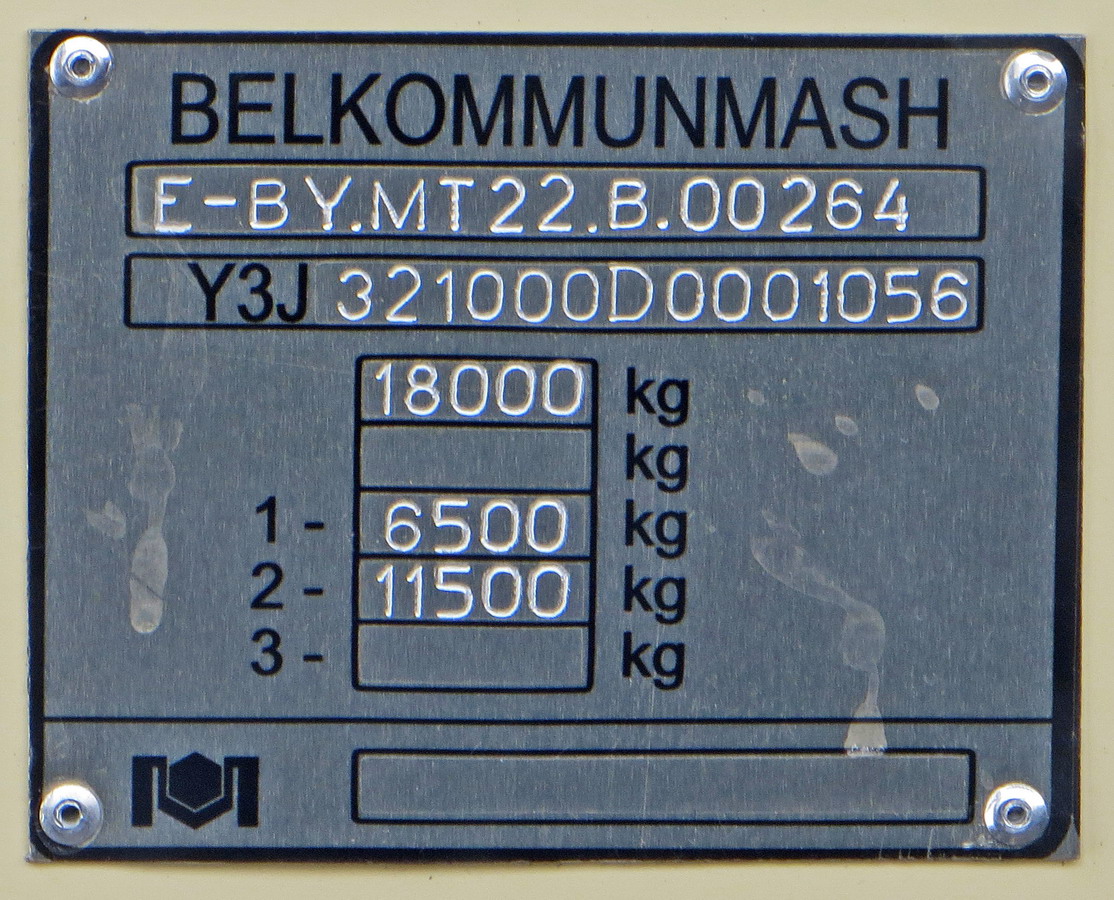 BELKOMMUNMASH
E-BY.MT22.B.00264
Y3J 321000D0001056
18000 kg
kg
1 - 6500 kg
2 - 11500 kg
3 - kg